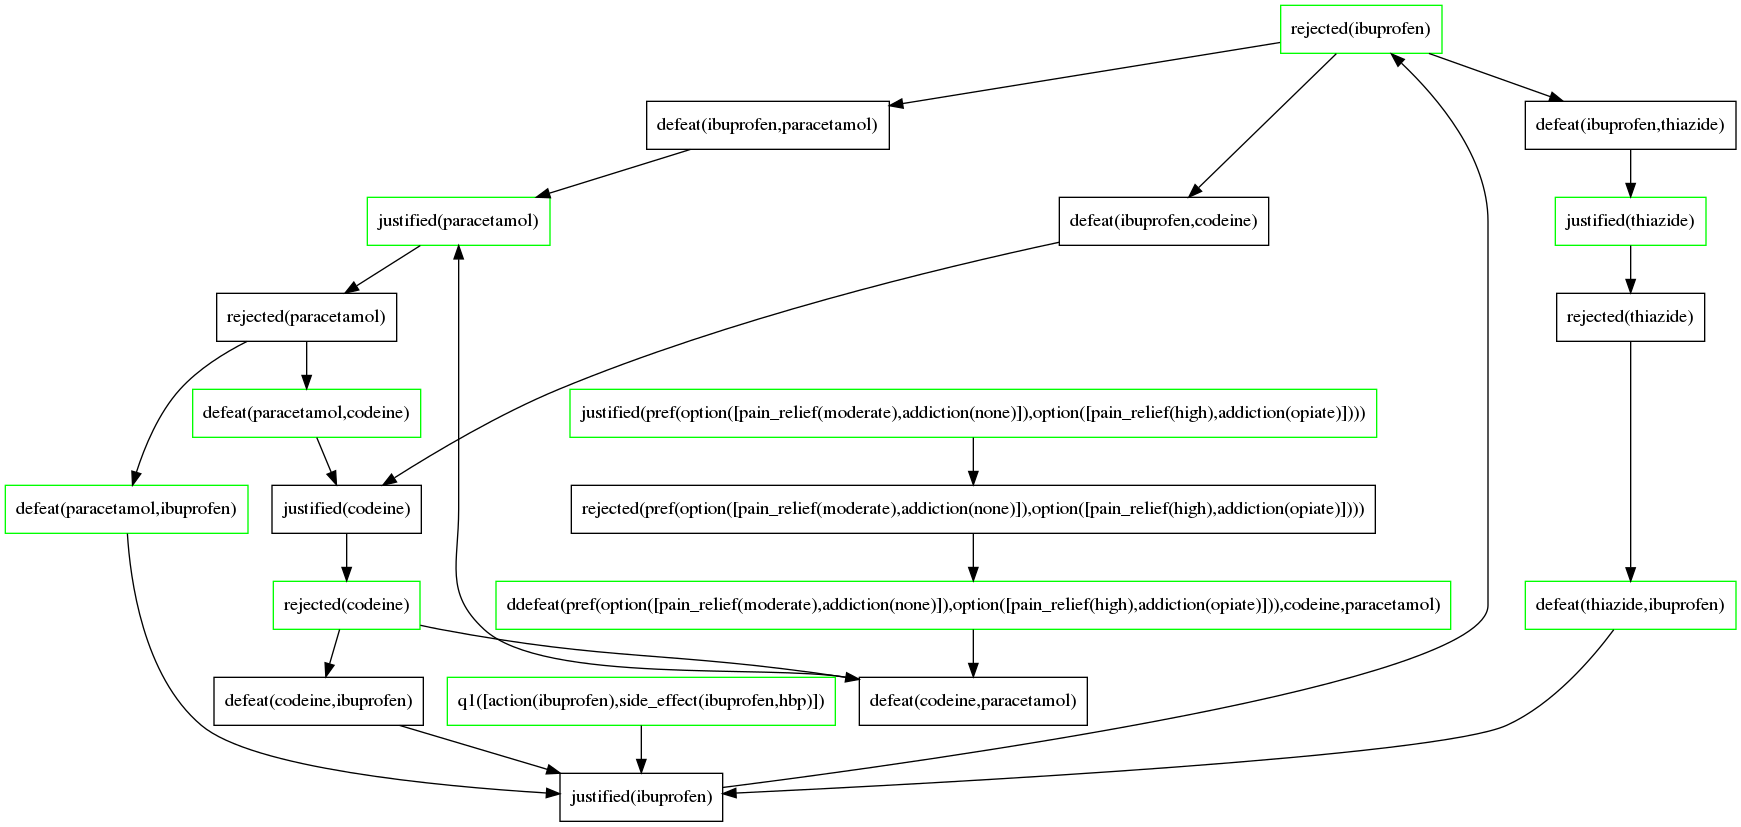 rejected(ibuprofen)
defeat(ibuprofen,paracetamol)
defeat(ibuprofen,thiazide)
justified(paracetamol)
defeat(ibuprofen,codeine)
justified(thiazide)
rejected(paracetamol)
rejected(thiazide)
defeat(paracetamol,codeine)
justified(pref(option([pain_relief(moderate),addiction(none)]),option([pain_relief(high),addiction(opiate)])))
defeat(paracetamol,ibuprofen)
justified(codeine)
rejected(pref(option([pain_relief(moderate),addiction(none)]),option([pain_relief(high),addiction(opiate)])))
rejected(codeine)
ddefeat(pref(option([pain_relief(moderate),addiction(none)]),option([pain_relief(high),addiction(opiate)])),codeine,paracetamol)
defeat(thiazide,ibuprofen)
defeat(codeine,ibuprofen)
q1([action(ibuprofen),side_effect(ibuprofen,hbp)])
defeat(codeine,paracetamol)
justified(ibuprofen)